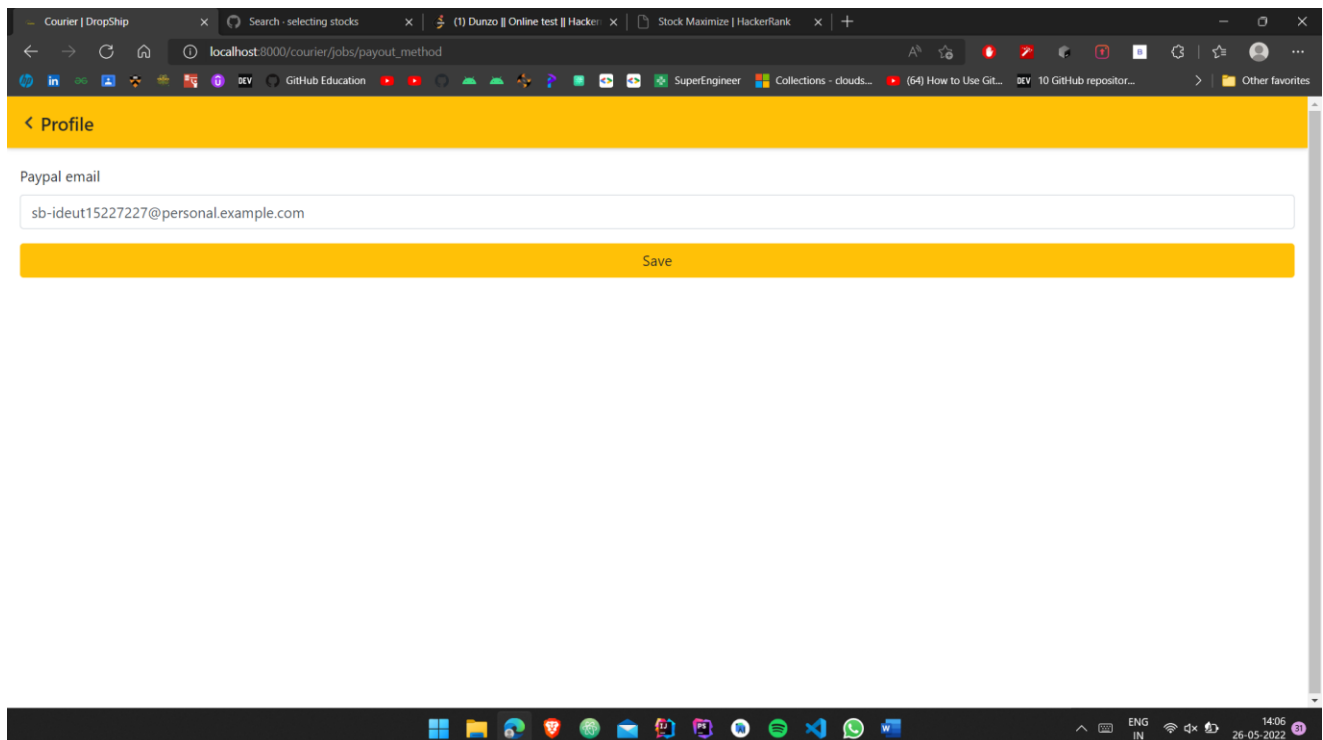 Courier | DropShip
Search - selecting stocks
(1) Dunzo || Online test || Hacker
Stock Maximize | HackerRank
localhost:8000/courier/jobs/payout_method
in
DEV
GitHub Education
SuperEngineer
Collections - clouds...
(64) How to Use Git...
DEV
10 GitHub repositor...
Other favorites
Profile
Paypal email
sb-ideut15227227@personal.example.com
Save
ENG
IN
14:06
26-05-2022
31